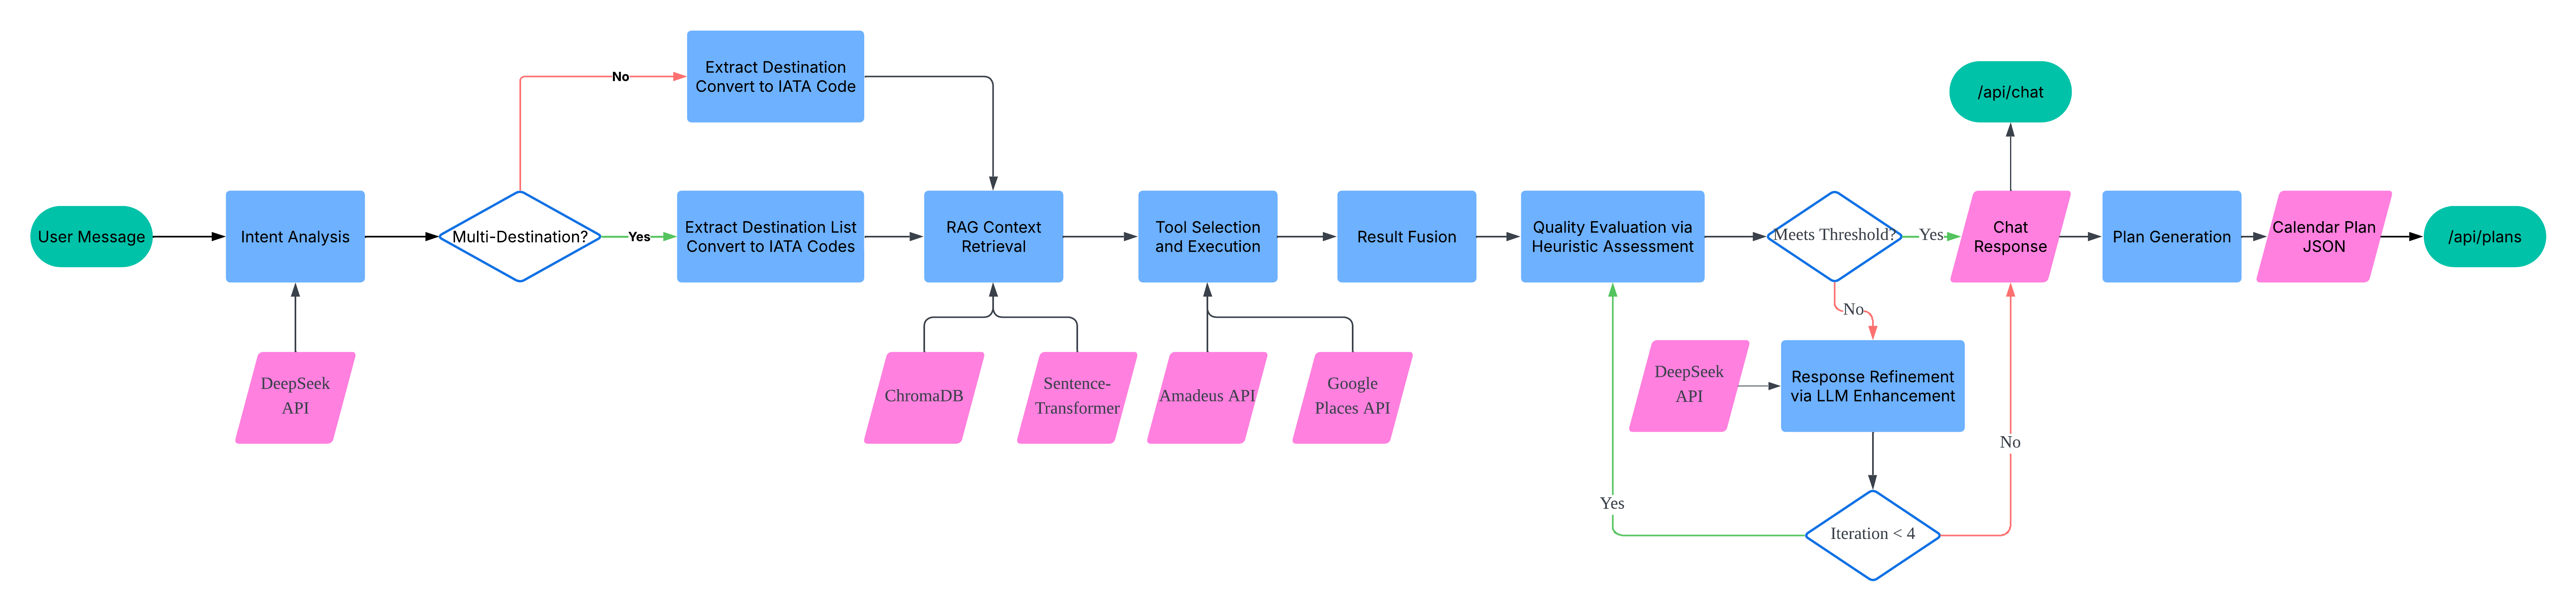 No
Extract Destination
Convert to IATA Code
/api/chat
User Message
Intent Analysis
Multi-Destination?
Yes
Extract Destination List
Convert to IATA Codes
RAG Context
Retrieval
Tool Selection
and Execution
Result Fusion
Quality Evaluation via
Heuristic Assessment
Meets Threshold?
Yes
Chat
Response
Plan Generation
Calendar Plan
JSON
/api/plans
No
DeepSeek
API
ChromaDB
Sentence-
Transformer
Amadeus API
Google
Places API
DeepSeek
API
Response Refinement
via LLM Enhancement
No
Yes
Iteration < 4